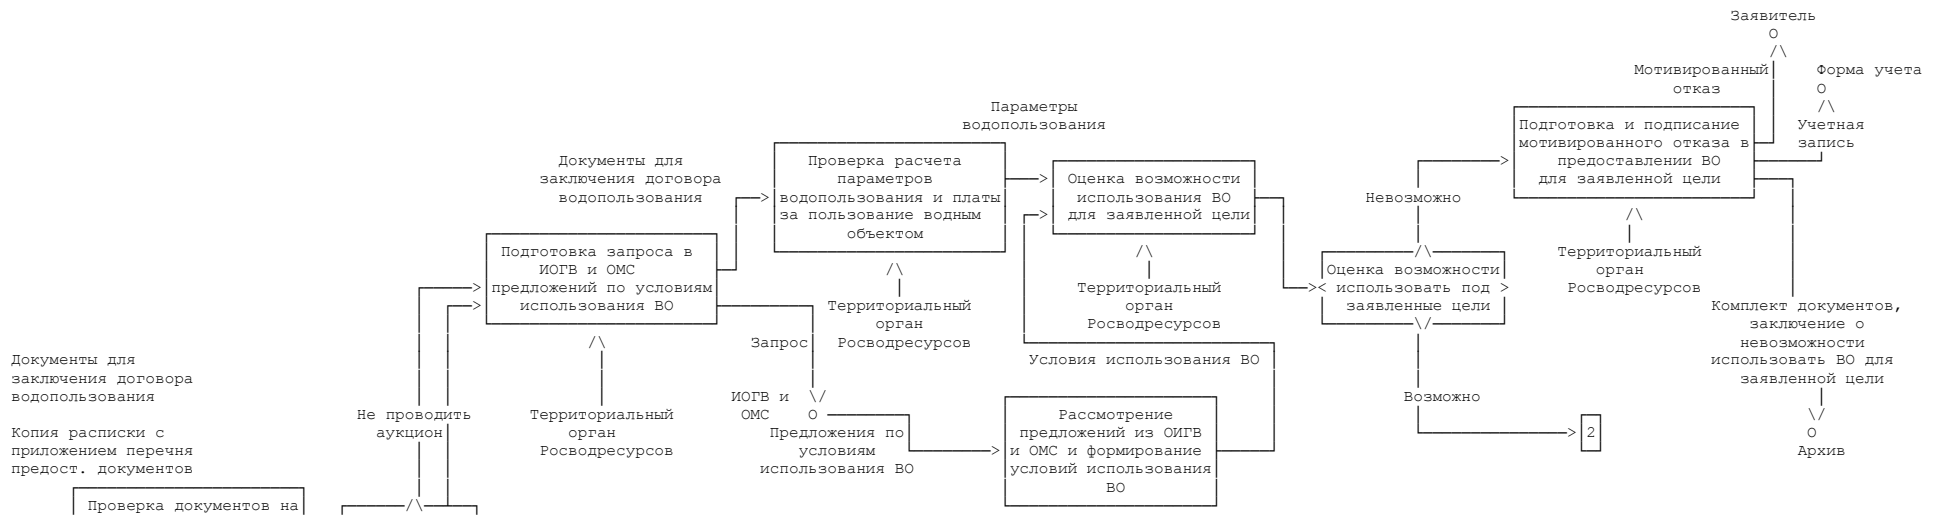 Заявитель
Мотивированный
отказ
Форма учета
Параметры
водопользования
Подготовка и подписание
мотивированного отказа в
предоставлении ВО
для заявленной цели
Учетная
запись
Документы для
заключения договора
водопользования
Проверка расчета
параметров
водопользования и платы
за пользование водным
объектом
Оценка возможности
использования ВО
для заявленной цели
Невозможно
Подготовка запроса в
ИОГВ и ОМС
предложений по условиям
использования ВО
Территориальный
орган
Росводресурсов
Территориальный
орган
Росводресурсов
Оценка возможности
использовать под
заявленные цели
Территориальный
орган
Росводресурсов
Комплект документов,
заключение о
невозможности
использовать ВО для
заявленной цели
Запрос
Условия использования ВО
Документы для
заключения договора
водопользования
Не проводить
аукцион
Территориальный
орган
Росводресурсов
ИОГВ и
ОМС
Предложения по
условиям
использования ВО
Рассмотрение
предложений из ОИГВ
и ОМС и формирование
условий использования
ВО
Возможно
2
Архив
Копия расписки с
приложением перечня
предост. документов
Проверка документов на